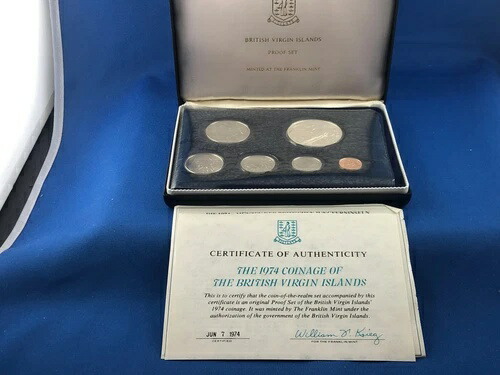 BRITISH VIRGIN ISLANDS
PROOF SET
MINTED AT THE FRANKLIN MINT
CERTIFICATE OF AUTHENTICITY
THE 1974 COINAGE OF
THE BRITISH VIRGIN ISLANDS
This is to certify that the coin-of-the-realm set accompanied by this
certificate is an original Proof Set of the British Virgin Islands'
1974 coinage. It was minted by The Franklin Mint under the
authorization of the government of the British Virgin Islands
JUN 7 1974
CERTIFIED
William T. Krieg
FOR THE FRANKLIN MINT